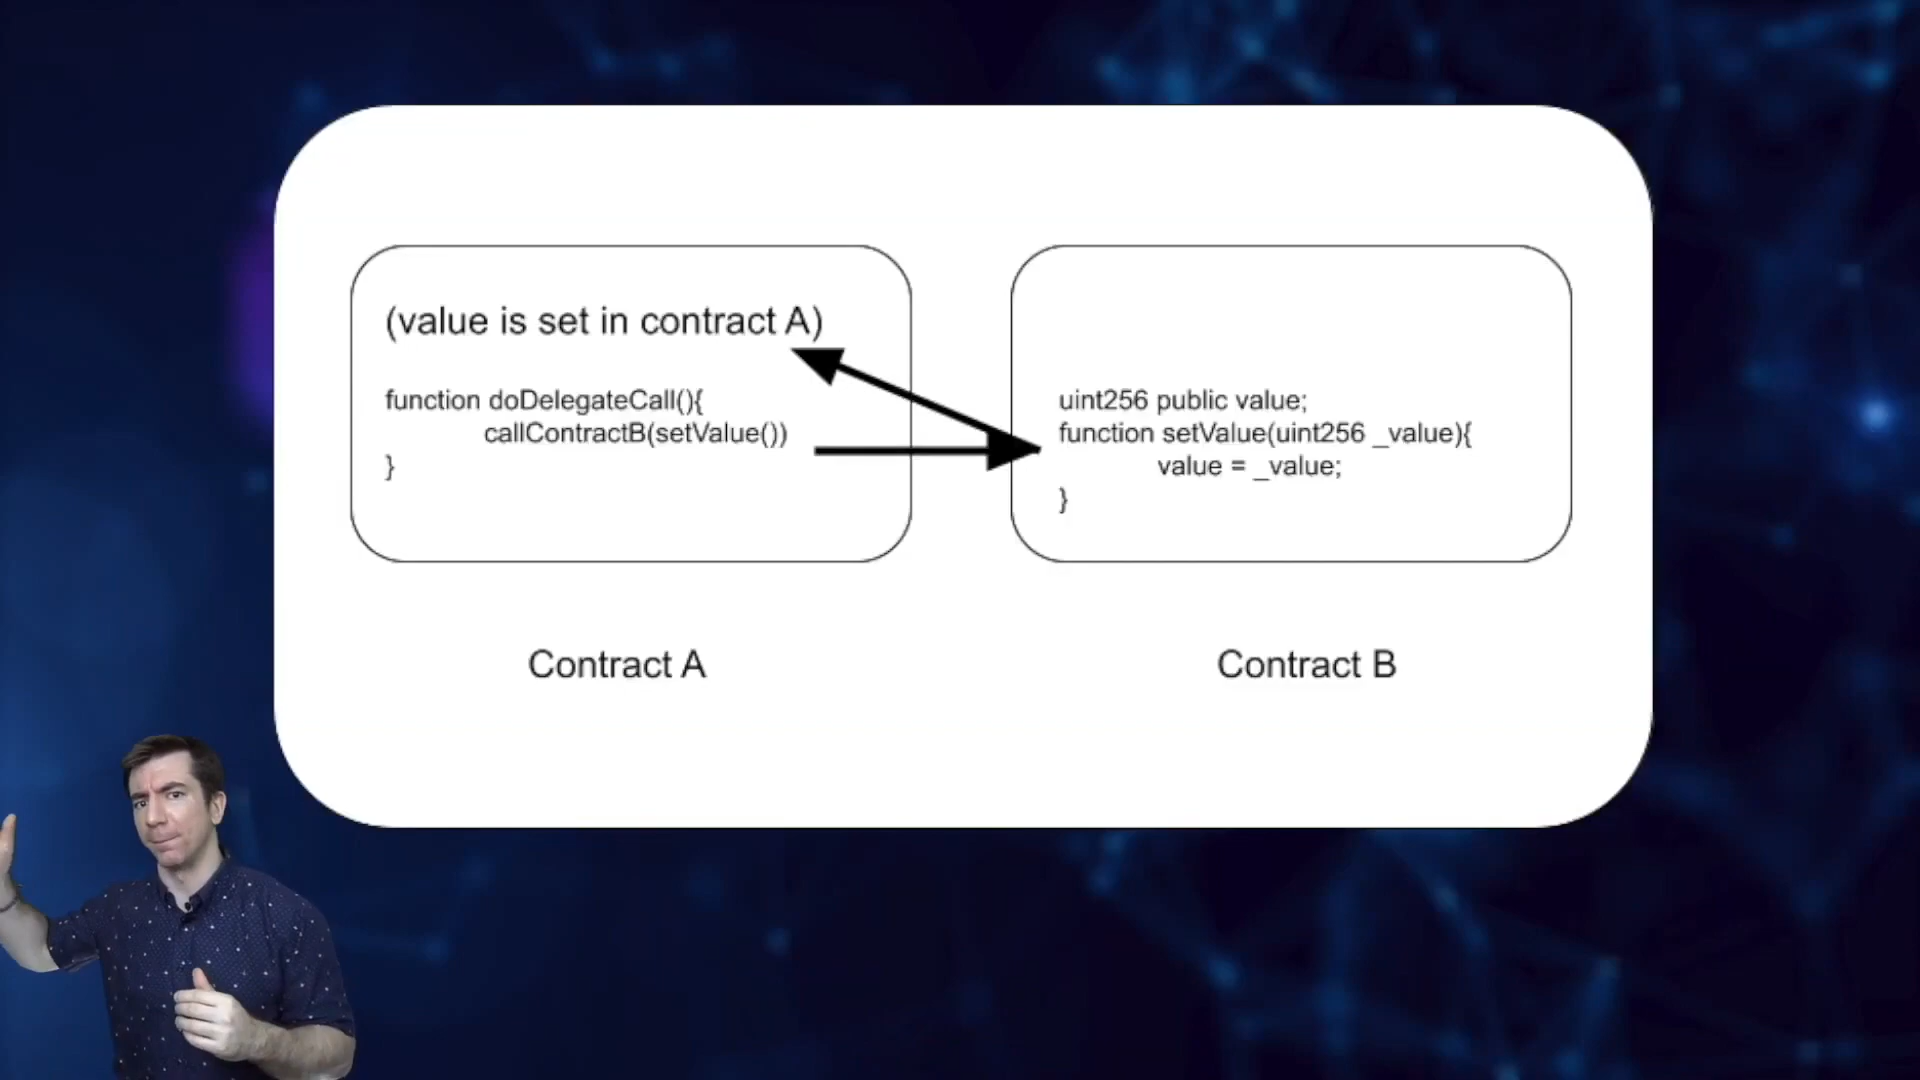 (value is set in contract A)
function doDelegateCall(){
callContractB(setValue())
}
uint256 public value;
function setValue(uint256 _value){
value = _value;
}
Contract A
Contract B